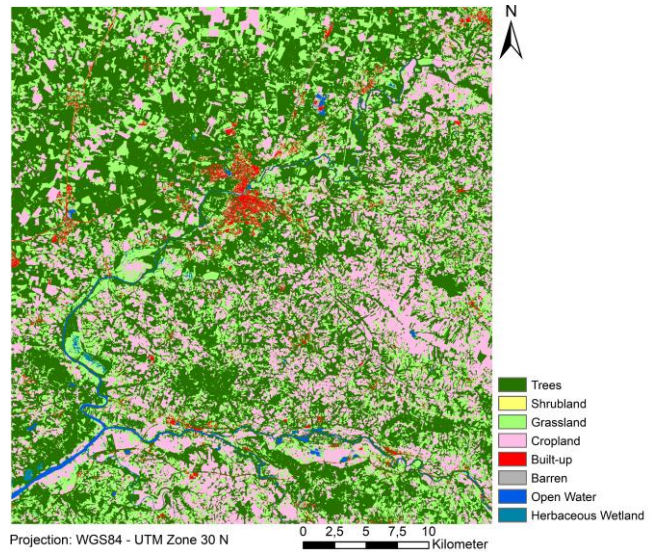 N
Trees
Shrubland
Grassland
Cropland
Built-up
Barren
Open Water
Herbaceous Wetland
Projection: WGS84 - UTM Zone 30 N
0 2,5 5 7,5 10
Kilometer